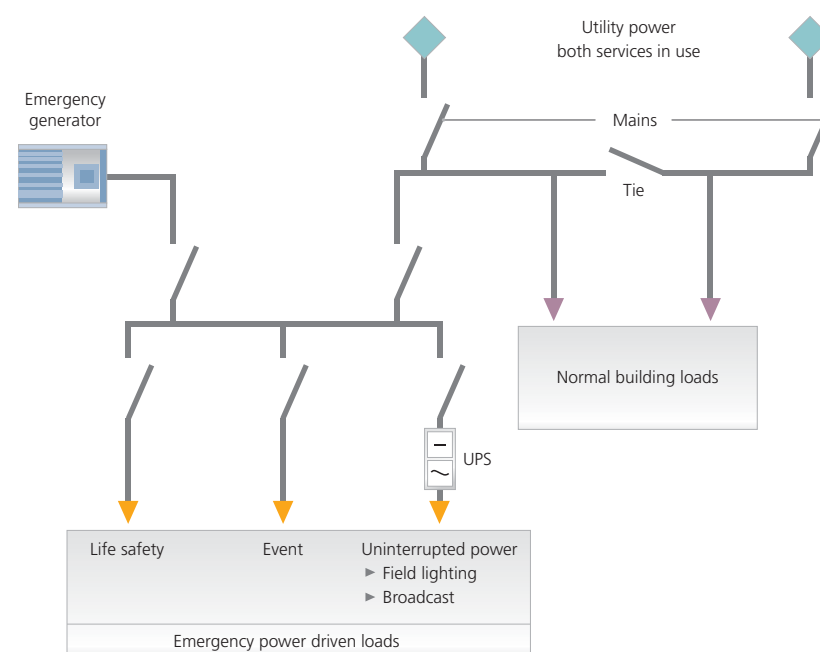 Utility power
both services in use
Emergency
generator
Mains
Tie
Normal building loads
UPS
Life safety
Event
Uninterrupted power
► Field lighting
► Broadcast
Emergency power driven loads